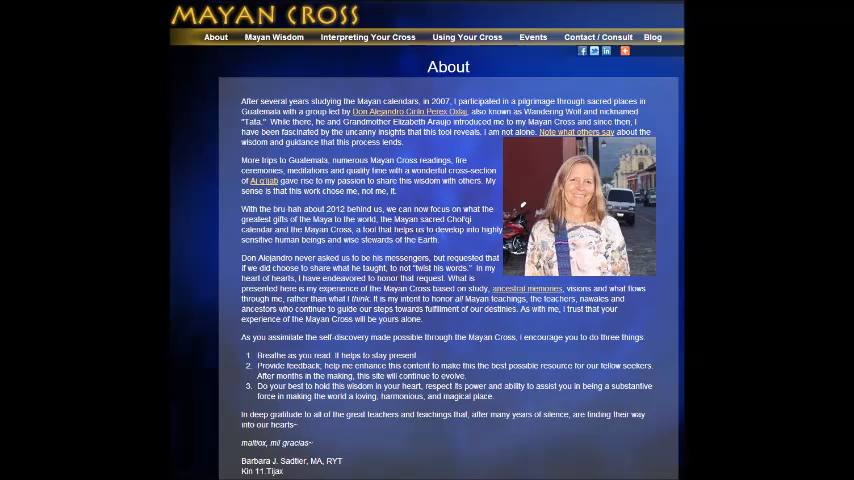 MAYAN CROSS
About Mayan Wisdom Interpreting Your Cross Using Your Cross Events Contact / Consult Blog
About
After several years studying the Mayan calendars, in 2007, I participated in a pilgrimage through sacred places in
Guatemala with a group led by Don Alejandro Cirilo Perex Oxlaj, also known as Wandering Wolf and nicknamed
"Tata." While there, he and Grandmother Elizabeth Araujo introduced me to my Mayan Cross and since then, I
have been fascinated by the uncanny insights that this tool reveals. I am not alone. Note what others say about the
wisdom and guidance that this process lends.
More trips to Guatemala, numerous Mayan Cross readings, fire
ceremonies, meditations and quality time with a wonderful cross-section
of Aj q'iiab gave rise to my passion to share this wisdom with others. My
sense is that this work chose me, not me, it.
With the bru-hah about 2012 behind us, we can now focus on what the
greatest gifts of the Maya to the world, the Mayan sacred Chol'qi
calendar and the Mayan Cross, a tool that helps us to develop into highly
sensitive human beings and wise stewards of the Earth.
Don Alejandro never asked us to be his messengers, but requested that
if we did choose to share what he taught, to not "twist his words." In my
heart of hearts, I have endeavored to honor that request. What is
presented here is my experience of the Mayan Cross based on study, ancestral memories, visions and what flows
through me, rather than what I think. It is my intent to honor all Mayan teachings, the teachers, nawales and
ancestors who continue to guide our steps towards fulfillment of our destinies. As with me, I trust that your
experience of the Mayan Cross will be yours alone.
As you assimilate the self-discovery made possible through the Mayan Cross, I encourage you to do three things:
1. Breathe as you read. It helps to stay present
2. Provide feedback; help me enhance this content to make this the best possible resource for our fellow seekers.
After months in the making, this site will continue to evolve.
3. Do your best to hold this wisdom in your heart, respect its power and ability to assist you in being a substantive
force in making the world a loving, harmonious, and magical place.
In deep gratitude to all of the great teachers and teachings that, after many years of silence, are finding their way
into our hearts~
maltiox, mil gracias~
Barbara J. Sadtler, MA, RYT
Kin 11 Tijax